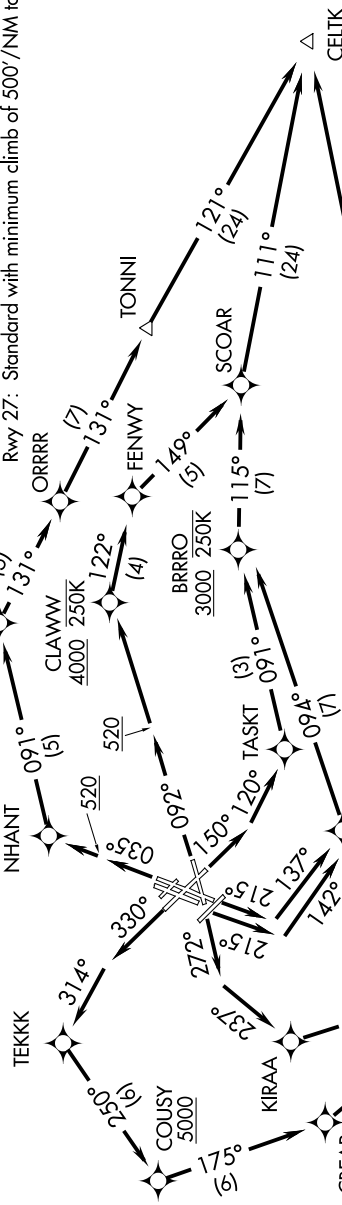 Rwy 27: Standard with minimum climb of 500'/NM to
CELTK
121°
(24)
111°
(24)
TONNI
SCOAR
(7)
131°
ORRRR
FENWY
149°
(5)
115°
(7)
131°
122°
(4)
CLAWW
4000 250K
BRRRO
3000 250K
091°
(5)
520
(3)
091°
094°
(7)
TASKT
NHANT
520
092°
035°
150°
120°
330°
215°
215°
137°
142°
272°
314°
237°
TEKKK
KIRAA
250°
(6)
COUSY
5000
175°
(9)